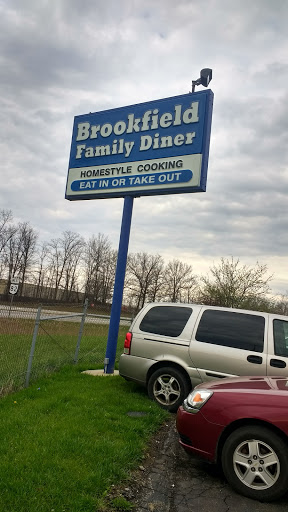 Brookfield
Family Diner
HOMESTYLE COOKING
EAT IN OR TAKE OUT